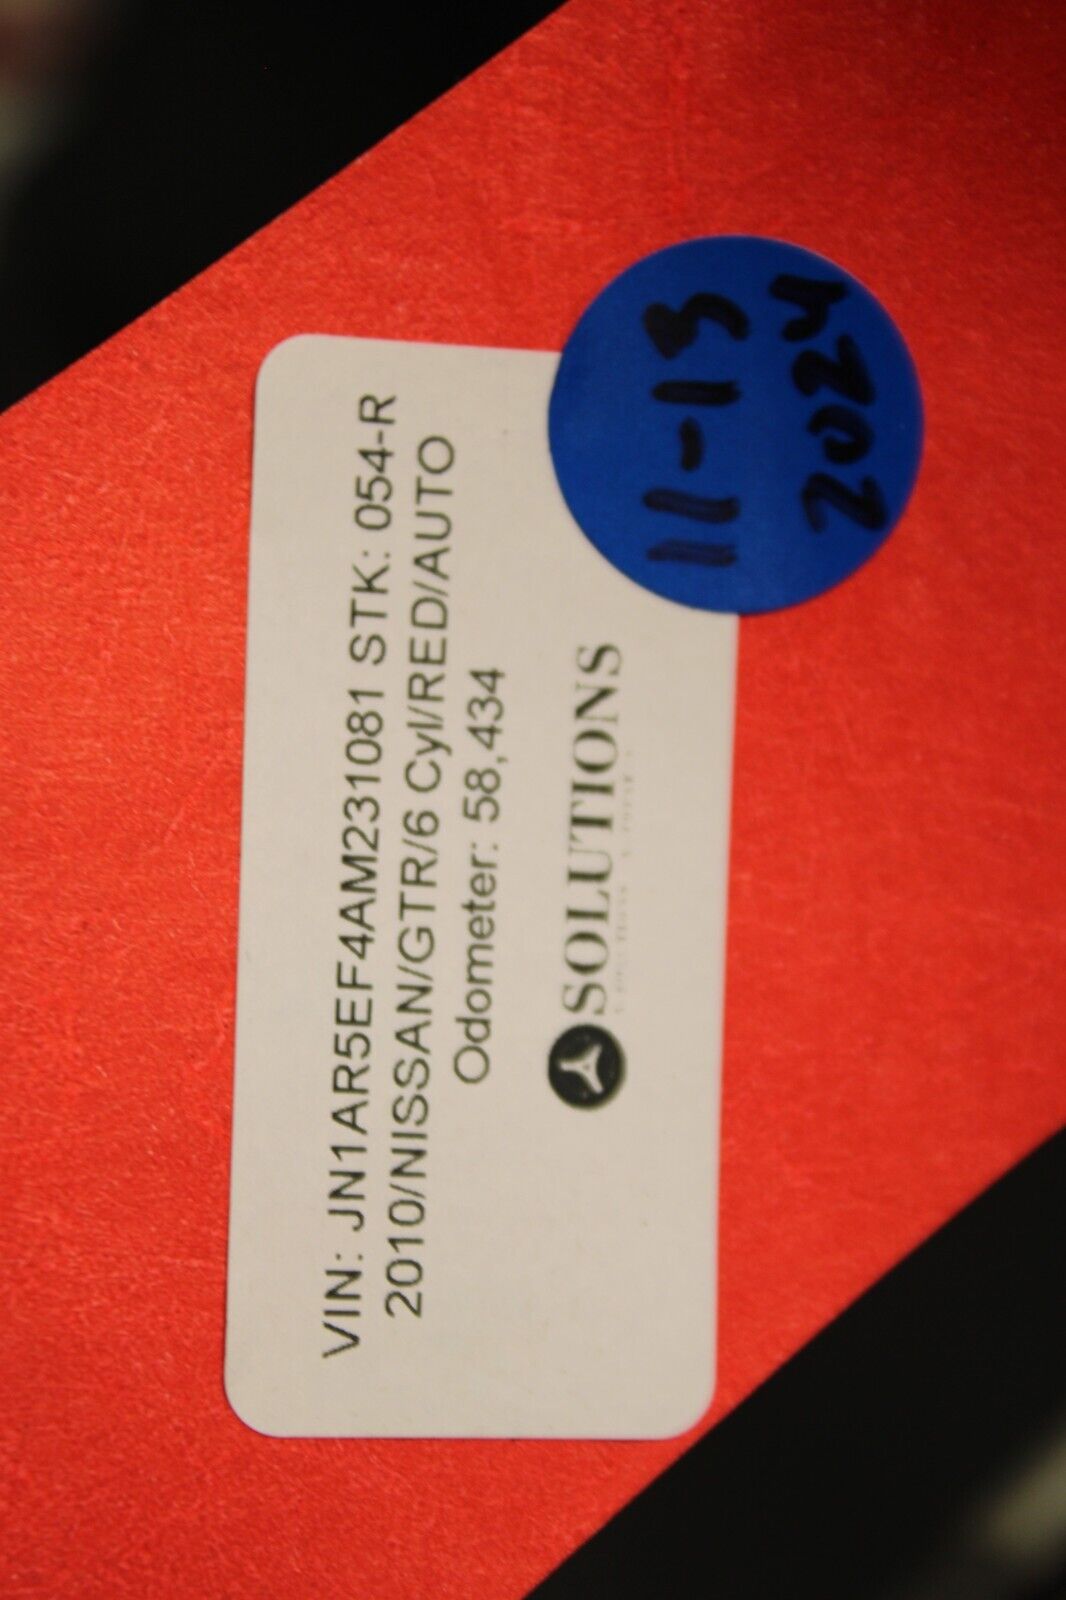 VIN: JN1AR5EF4AM231081 STK: 054-R
2010/NISSAN/GTR/6 Cyl/RED/AUTO
Odometer: 58,434
SOLUTIONS
11-13
2024